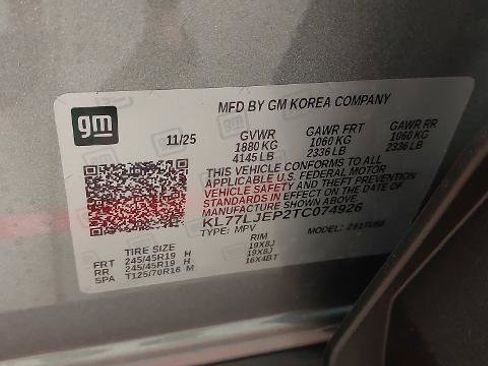 gm
MFD BY GM KOREA COMPANY
11/25 GVWR GAWR FRT GAWR RR
1880 KG 1060 KG 1060 KG
4145 LB 2336 LB 2336 LB
THIS VEHICLE CONFORMS TO ALL
APPLICABLE U.S. FEDERAL MOTOR
VEHICLE SAFETY AND THEFT PREVENTION
STANDARDS IN EFFECT ON THE DATE OF
MANUFACTURE SHOWN ABOVE.
KL77LJEP2TC074926
TYPE: MPV MODEL:
TIRE SIZE RIM
FRT 245/45R19 H 19X8J
RR 245/45R19 H 19X8J
SPA T125/70R16 M 16X4BT